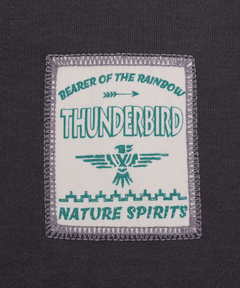 BEARER OF THE RAINBOW
THUNDERBIRD
NATURE SPIRITS